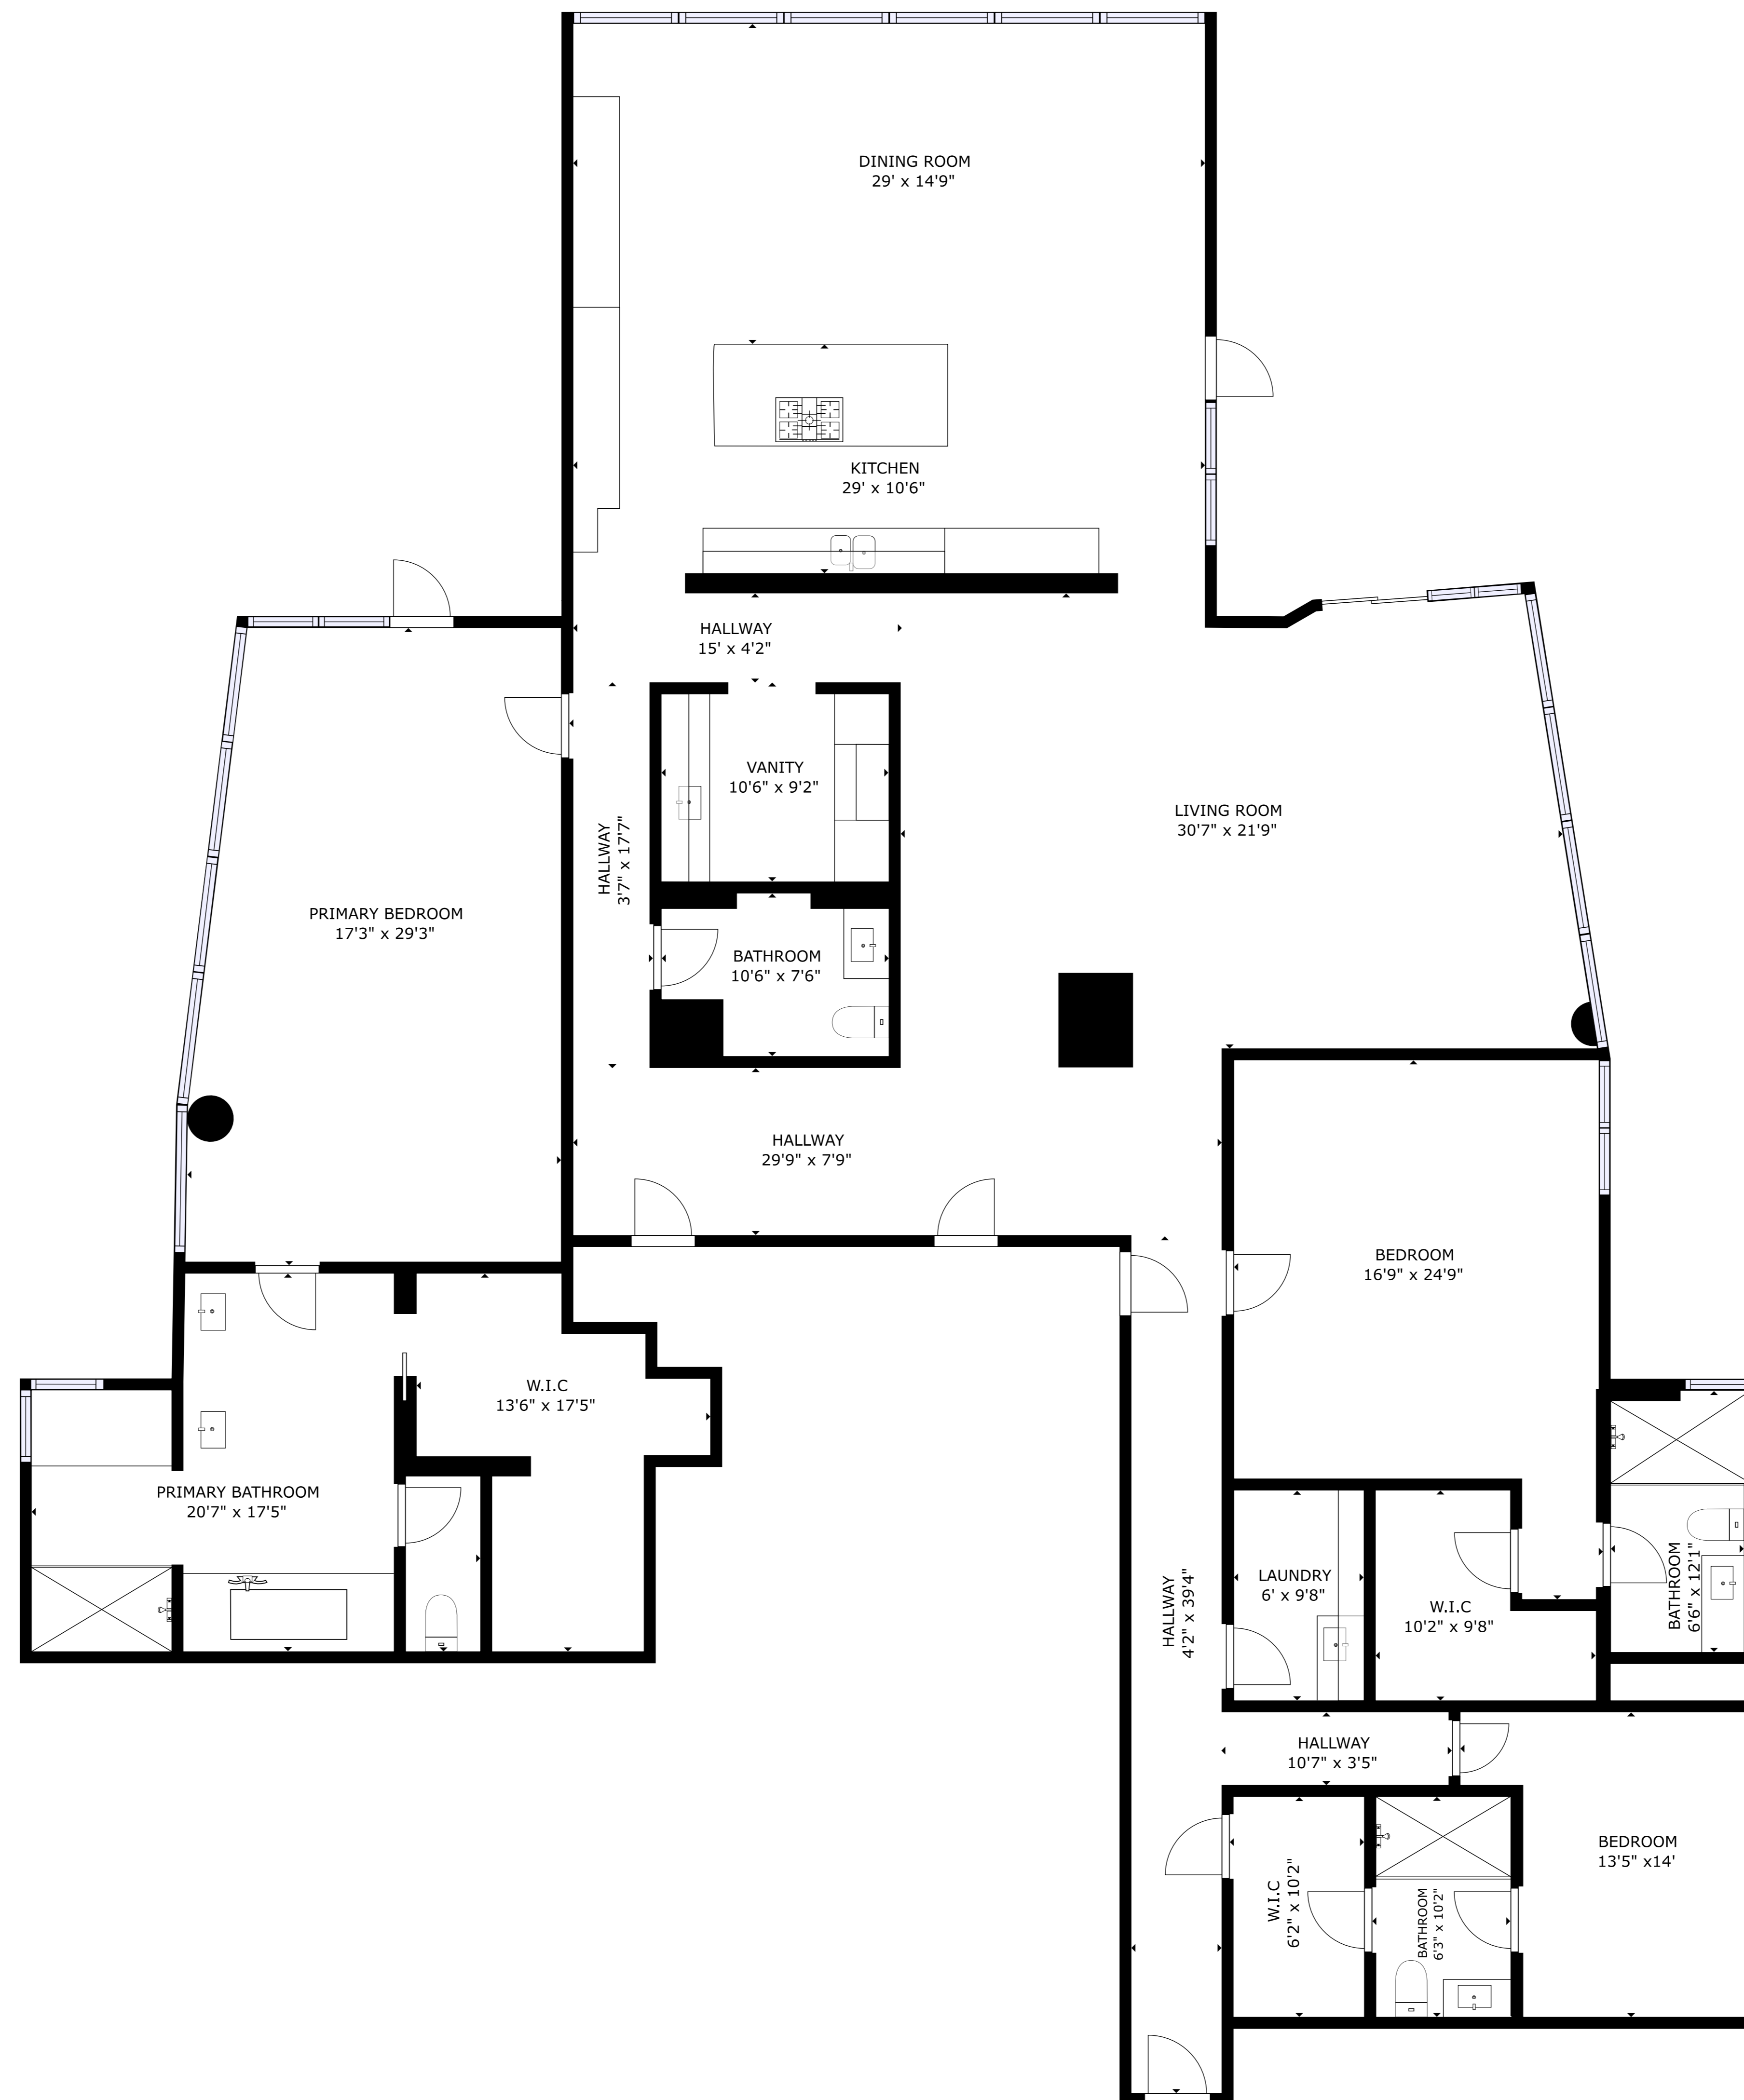 DINING ROOM
29' x 14'9"
KITCHEN
29' x 10'6"
HALLWAY
15' x 4'2"
VANITY
10'6" x 9'2"
LIVING ROOM
30'7" x 21'9"
HALLWAY
3'7" x 17'7"
PRIMARY BEDROOM
17'3" x 29'3"
BATHROOM
10'6" x 7'6"
HALLWAY
29'9" x 7'9"
BEDROOM
16'9" x 24'9"
W.I.C
13'6" x 17'5"
PRIMARY BATHROOM
20'7" x 17'5"
LAUNDRY
6' x 9'8"
W.I.C
10'2" x 9'8"
BATHROOM
6'6" x 12'1"
HALLWAY
4'2" x 39'4"
HALLWAY
10'7" x 3'5"
BEDROOM
13'5" x14'
W.I.C
6'2" x 10'2"
BATHROOM
6'3" x 10'2"